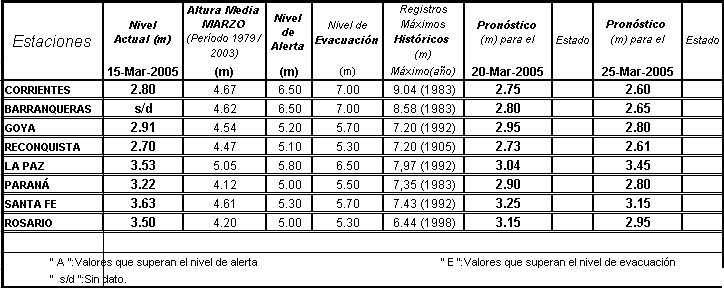 Estaciones Nivel Actual (m) 15-Mar-2005 Altura Media MARZO (Período 1979 / 2003) (m) Nivel de Alerta (m) Nivel de Evacuación (m) Registros Máximos Históricos (m) Máximo(año) Pronóstico (m) para el 20-Mar-2005 Estado Pronóstico (m) para el 25-Mar-2005 Estado
CORRIENTES 2.80 4.67 6.50 7.00 9.04 (1983) 2.75 2.60
BARRANQUERAS s/d 4.62 6.50 7.00 8.58 (1983) 2.80 2.65
GOYA 2.91 4.54 5.20 5.70 7.20 (1992) 2.95 2.80
RECONQUISTA 2.70 4.47 5.10 5.30 7.20 (1905) 2.73 2.61
LA PAZ 3.53 5.05 5.80 6.50 7,97 (1992) 3.04 3.45
PARANÁ 3.22 4.12 5.00 5.50 7,35 (1983) 2.90 2.80
SANTA FE 3.63 4.61 5.30 5.70 7.43 (1992) 3.25 3.15
ROSARIO 3.50 4.20 5.00 5.30 6.44 (1998) 3.15 2.95
" A ":Valores que superan el nivel de alerta " E ":Valores que superan el nivel de evacuación
" s/d ":Sin dato.